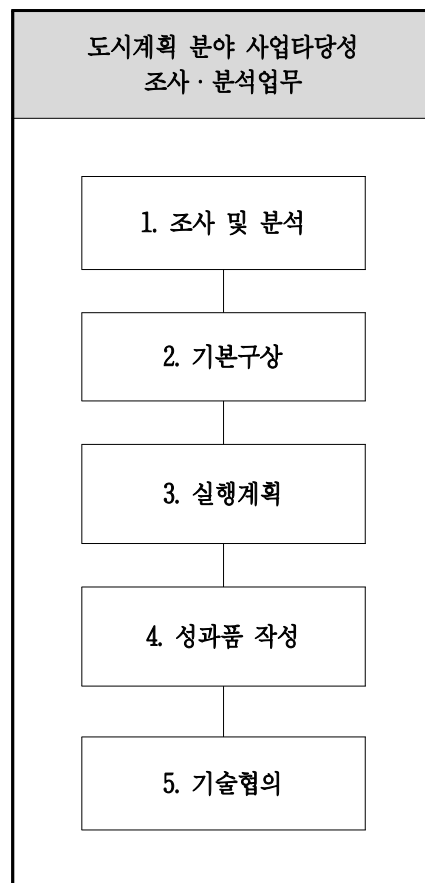 도시계획 분야 사업타당성
조사 · 분석업무
1. 조사 및 분석
2. 기본구상
3. 실행계획
4. 성과품 작성
5. 기술협의